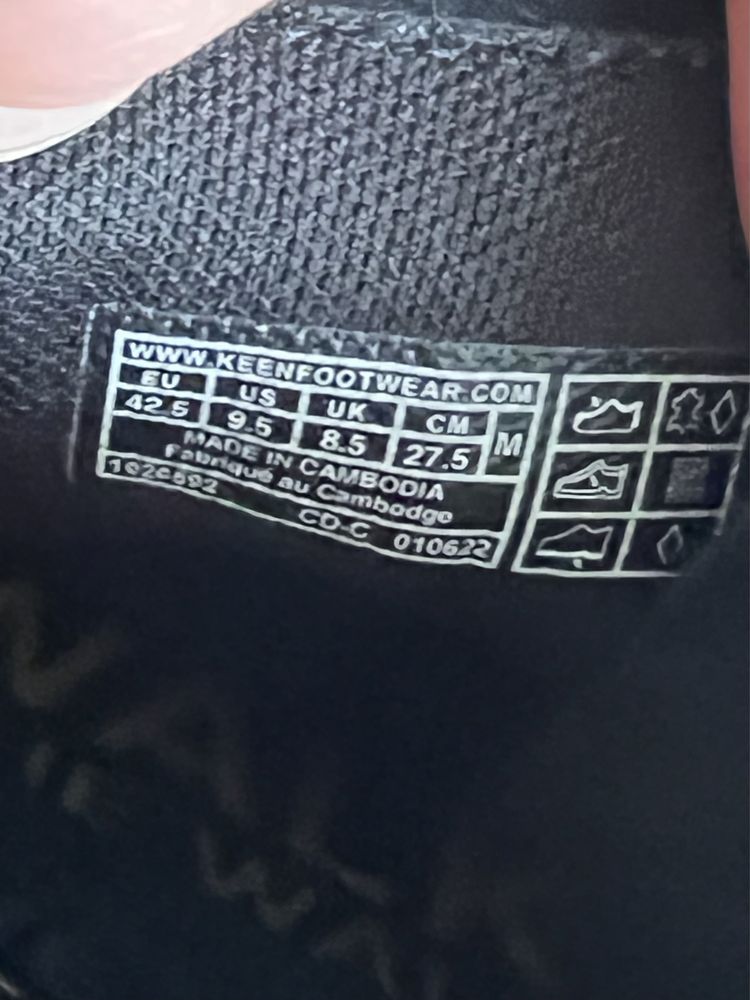 WWW.KEENFOOTWEAR.COM
EU US UK CM M
42.5 9.5 8.5 27.5
MADE IN CAMBODIA
Fabriqué au Cambodge
CD-C 010622